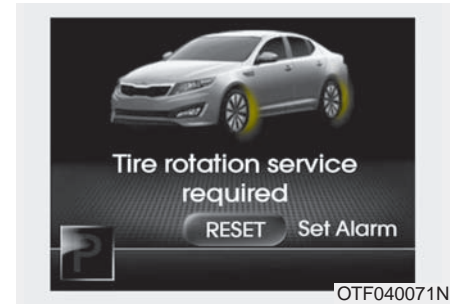 Tire rotation service
required
RESET Set Alarm
P
OTF040071N